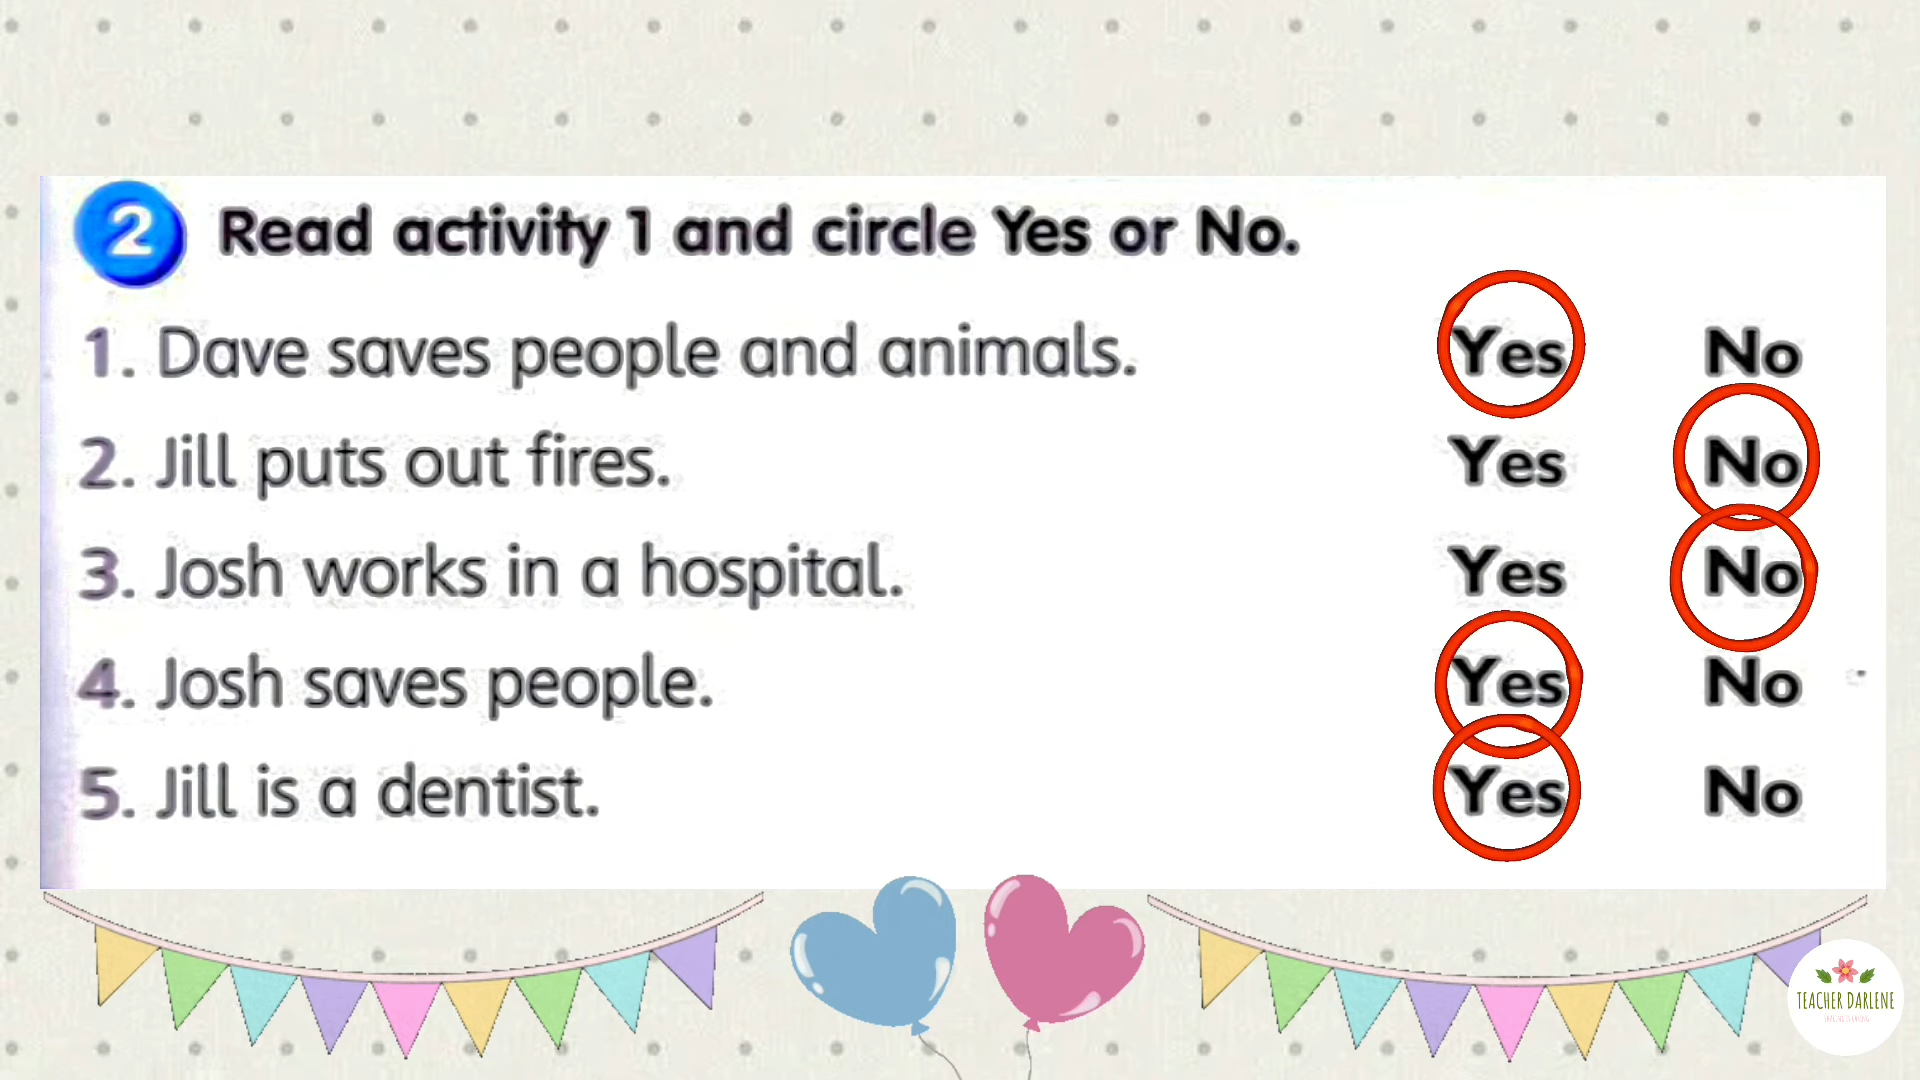 2 Read activity 1 and circle Yes or No.
1. Dave saves people and animals. Yes No
2. Jill puts out fires. Yes No
3. Josh works in a hospital. Yes No
4. Josh saves people. Yes No
5. Jill is a dentist. Yes No
TEACHER DARLENE